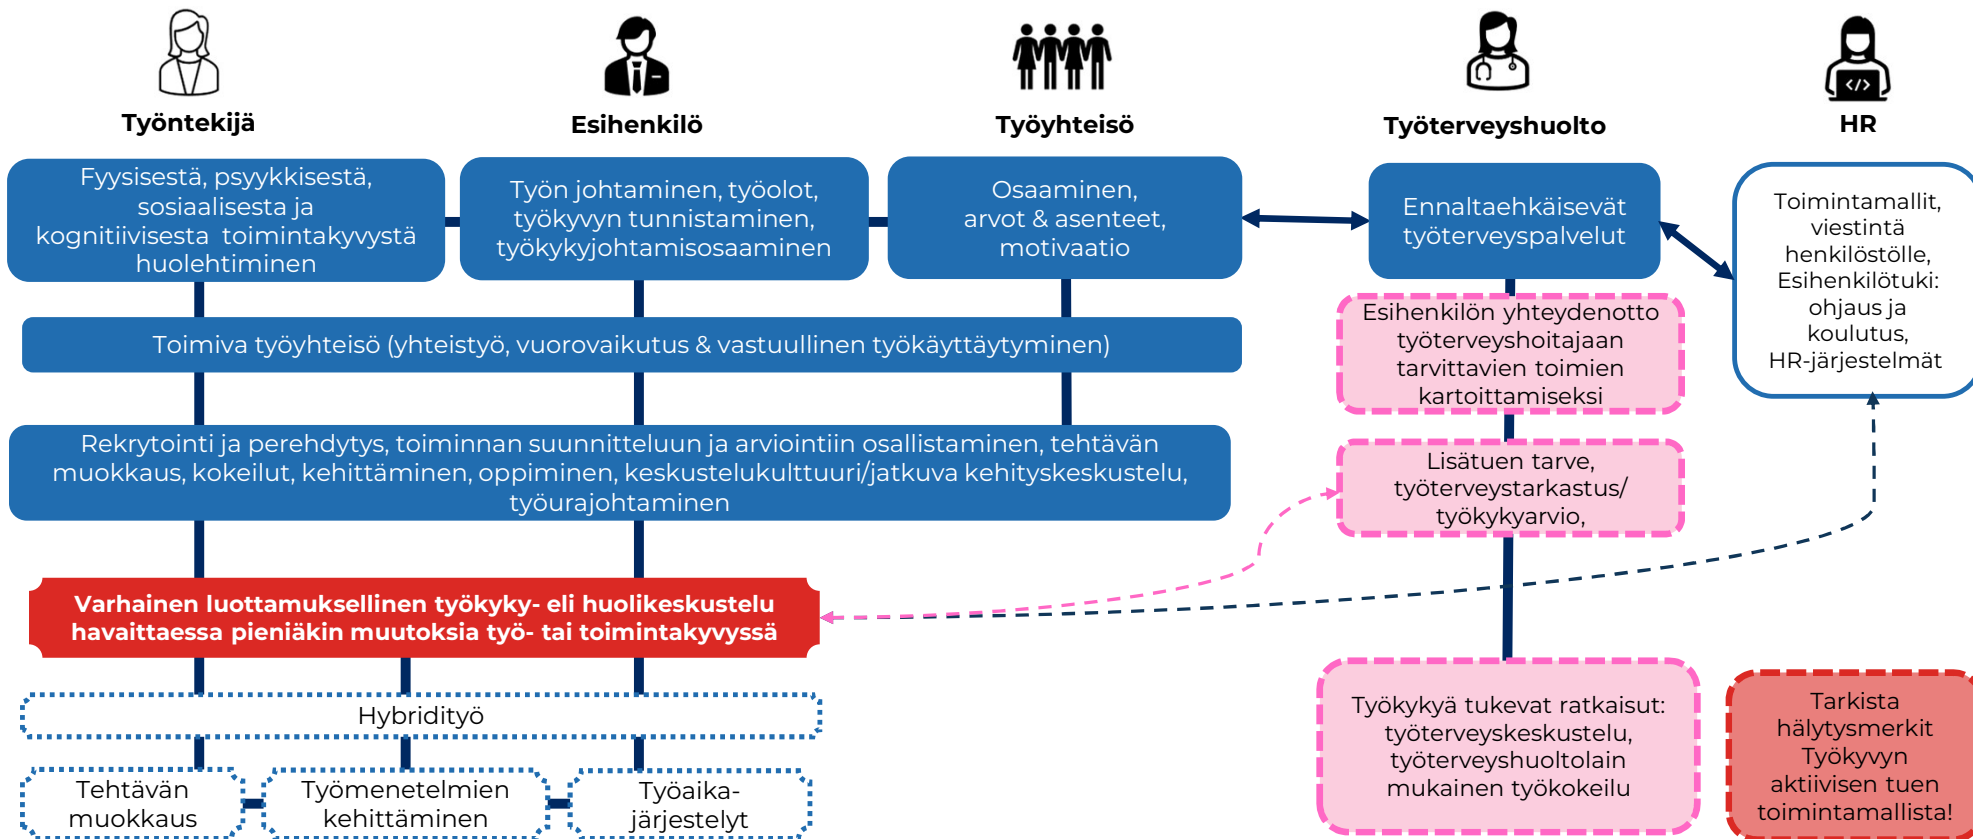 Työntekijä
Esihenkilö
Työyhteisö
Työterveyshuolto
</>
HR
Fyysisestä, psyykkisestä,
sosiaalisesta ja
kognitiivisesta toimintakyvystä
huolehtiminen
Työn johtaminen, työolot,
työkyvyn tunnistaminen,
työkykyjohtamisosaaminen
Osaaminen,
arvot & asenteet,
motivaatio
Ennaltaehkäisevät
työterveyspalvelut
Toimintamallit,
viestintä
henkilöstölle,
Esihenkilötuki:
ohjaus ja
koulutus,
HR-järjestelmät
Toimiva työyhteisö (yhteistyö, vuorovaikutus & vastuullinen työkäyttäytyminen)
Esihenkilön yhteydenotto
työterveyshoitajaan
tarvittavien toimien
kartoittamiseksi
Rekrytointi ja perehdytys, toiminnan suunnitteluun ja arviointiin osallistaminen, tehtävän
muokkaus, kokeilut, kehittäminen, oppiminen, keskustelukulttuuri/jatkuva kehityskeskustelu,
työurajohtaminen
Lisätuen tarve,
työterveystarkastus/
työkykyarvio,
Varhainen luottamuksellinen työkyky- eli huolikeskustelu
havaittaessa pieniäkin muutoksia työ- tai toimintakyvyssä
Hybridityö
Tehtävän
muokkaus
Työmenetelmien
kehittäminen
Työaika-
järjestelyt
Työkykyä tukevat ratkaisut:
työterveyskeskustelu,
työterveyshuoltolain
mukainen työkokeilu
Tarkista
hälytysmerkit
Työkyvyn
aktiivisen tuen
toimintamallista!